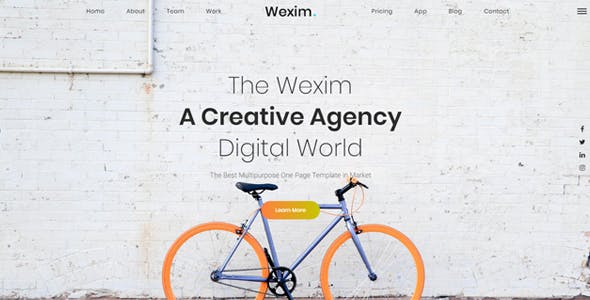 Home About Team Work Wexim. Pricing App Blog Contact
The Wexim
A Creative Agency
Digital World
The Best Multipurpose One Page Template in Market
Learn More